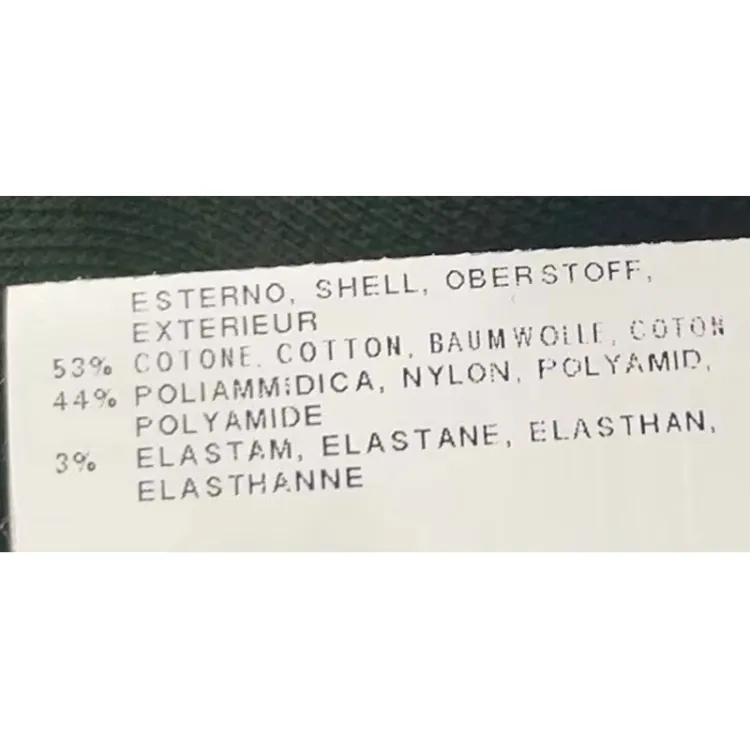 ESTERNO, SHELL, OBERSTOFF,
EXTERIEUR
53% COTONE, COTTON, BAUMWOLLE, COTON
44% POLIAMMIDICA, NYLON, POLYAMID,
POLYAMIDE
3% ELASTAM, ELASTANE, ELASTHAN,
ELASTHANNE